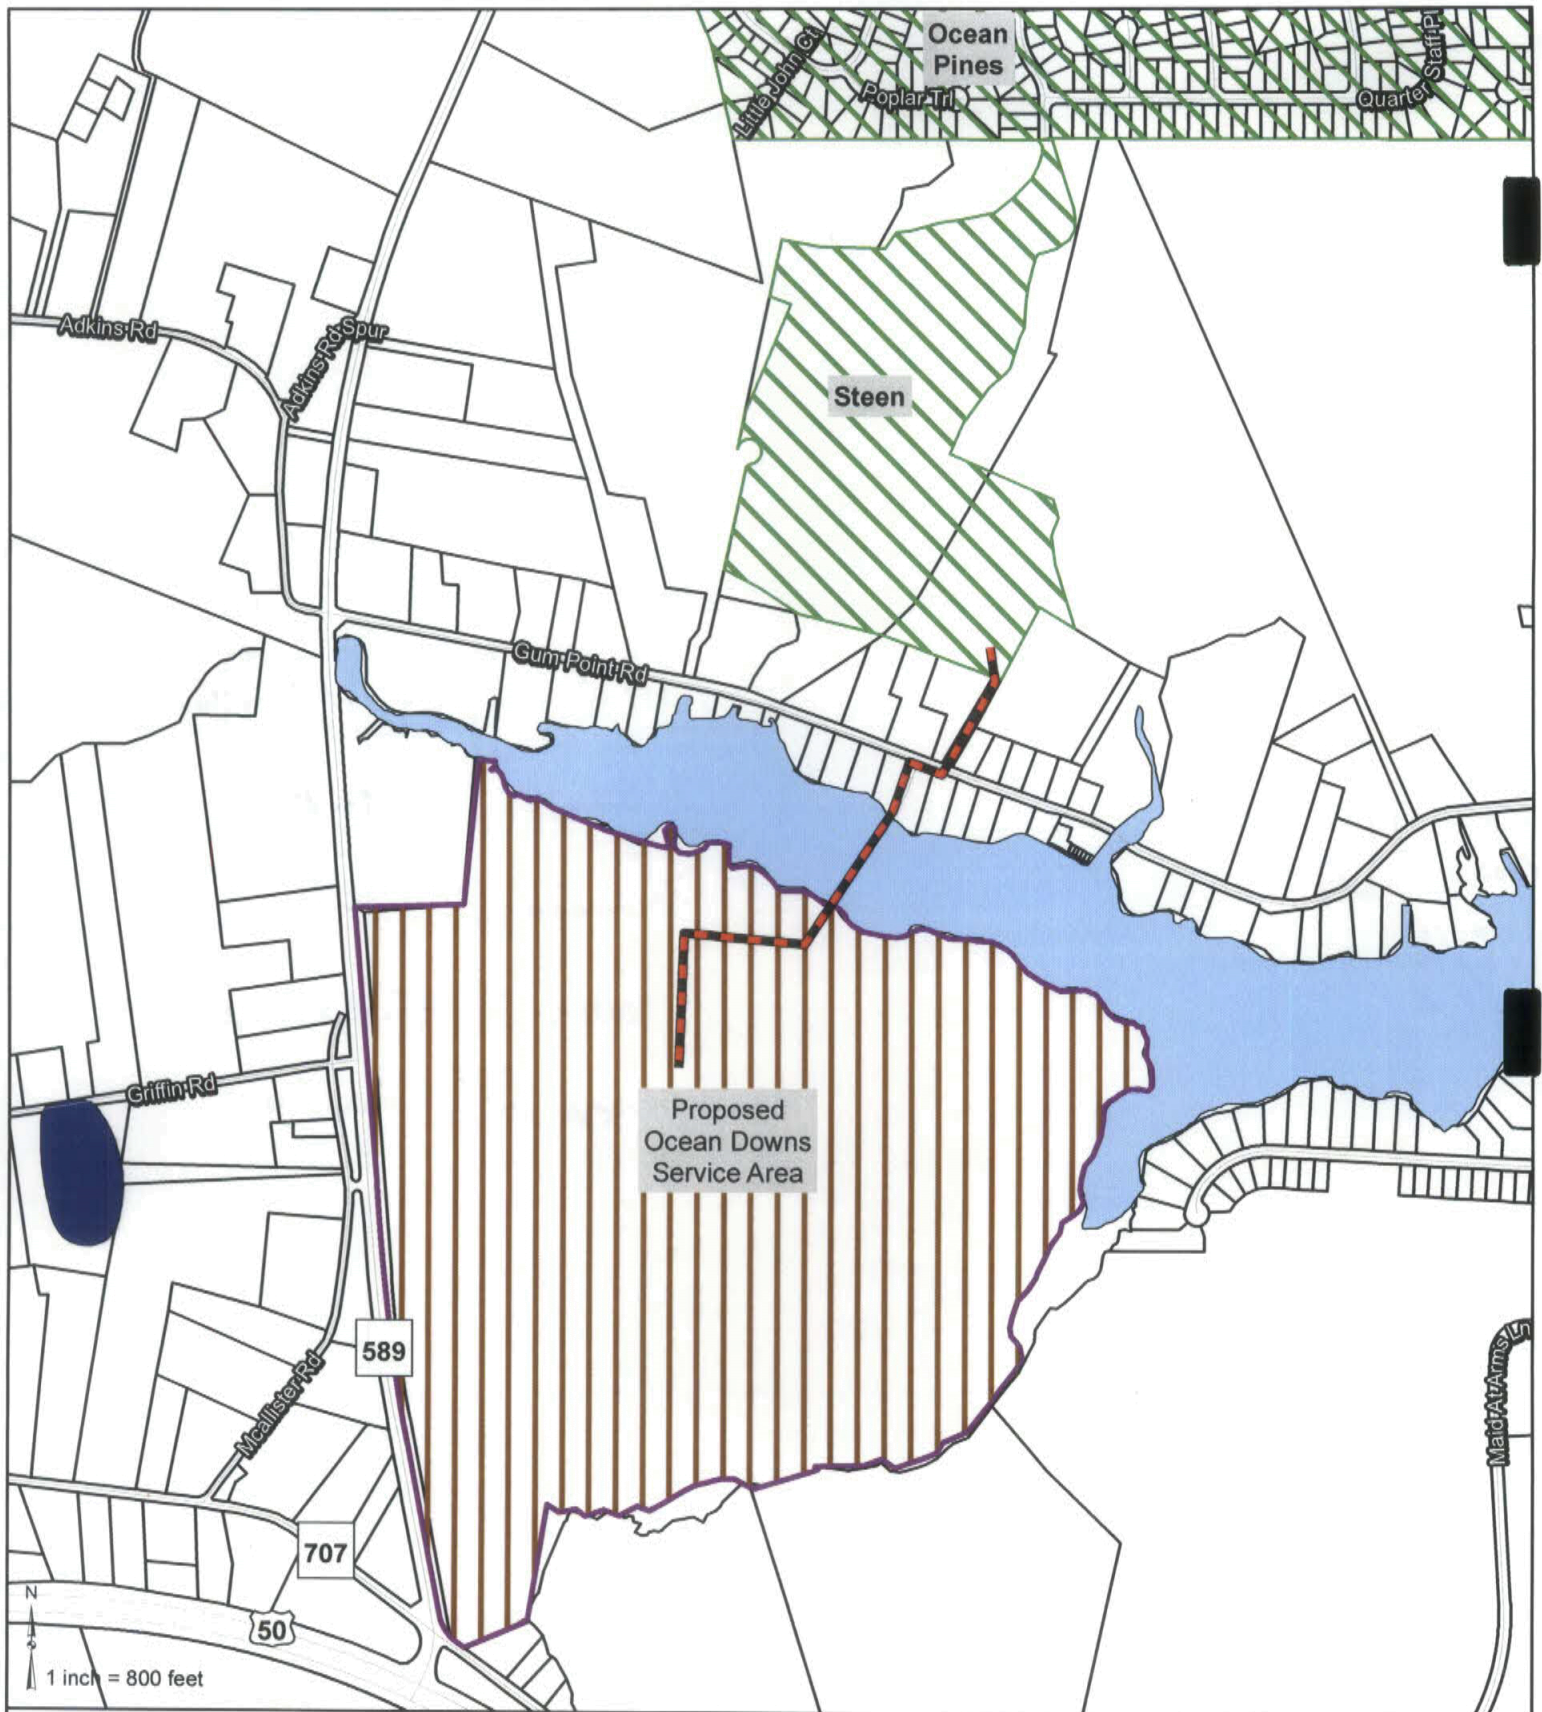 Ocean
Pines
Little John Ct
Poplar Trl
Quarter Staff Pl
Adkins Rd
Adkins Rd Spur
Steen
Gum Point Rd
Proposed
Ocean Downs
Service Area
Griffin Rd
589
Mcallister Rd
Maid At Arms Ln
707
50
N
1 inch = 800 feet